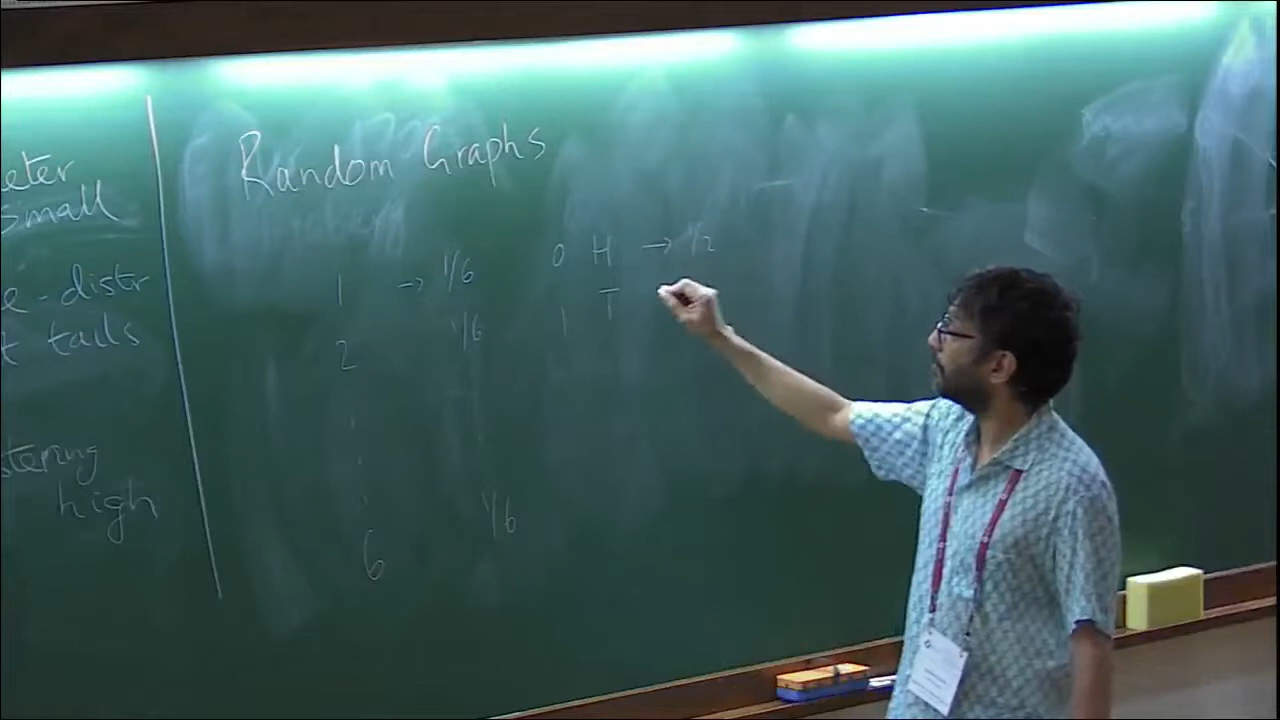 eter
small
e-distr
t tails
stering
high
Random Graphs
1 → 1/6
2 1/6
6 1/6
0 H → 1/2
1 T